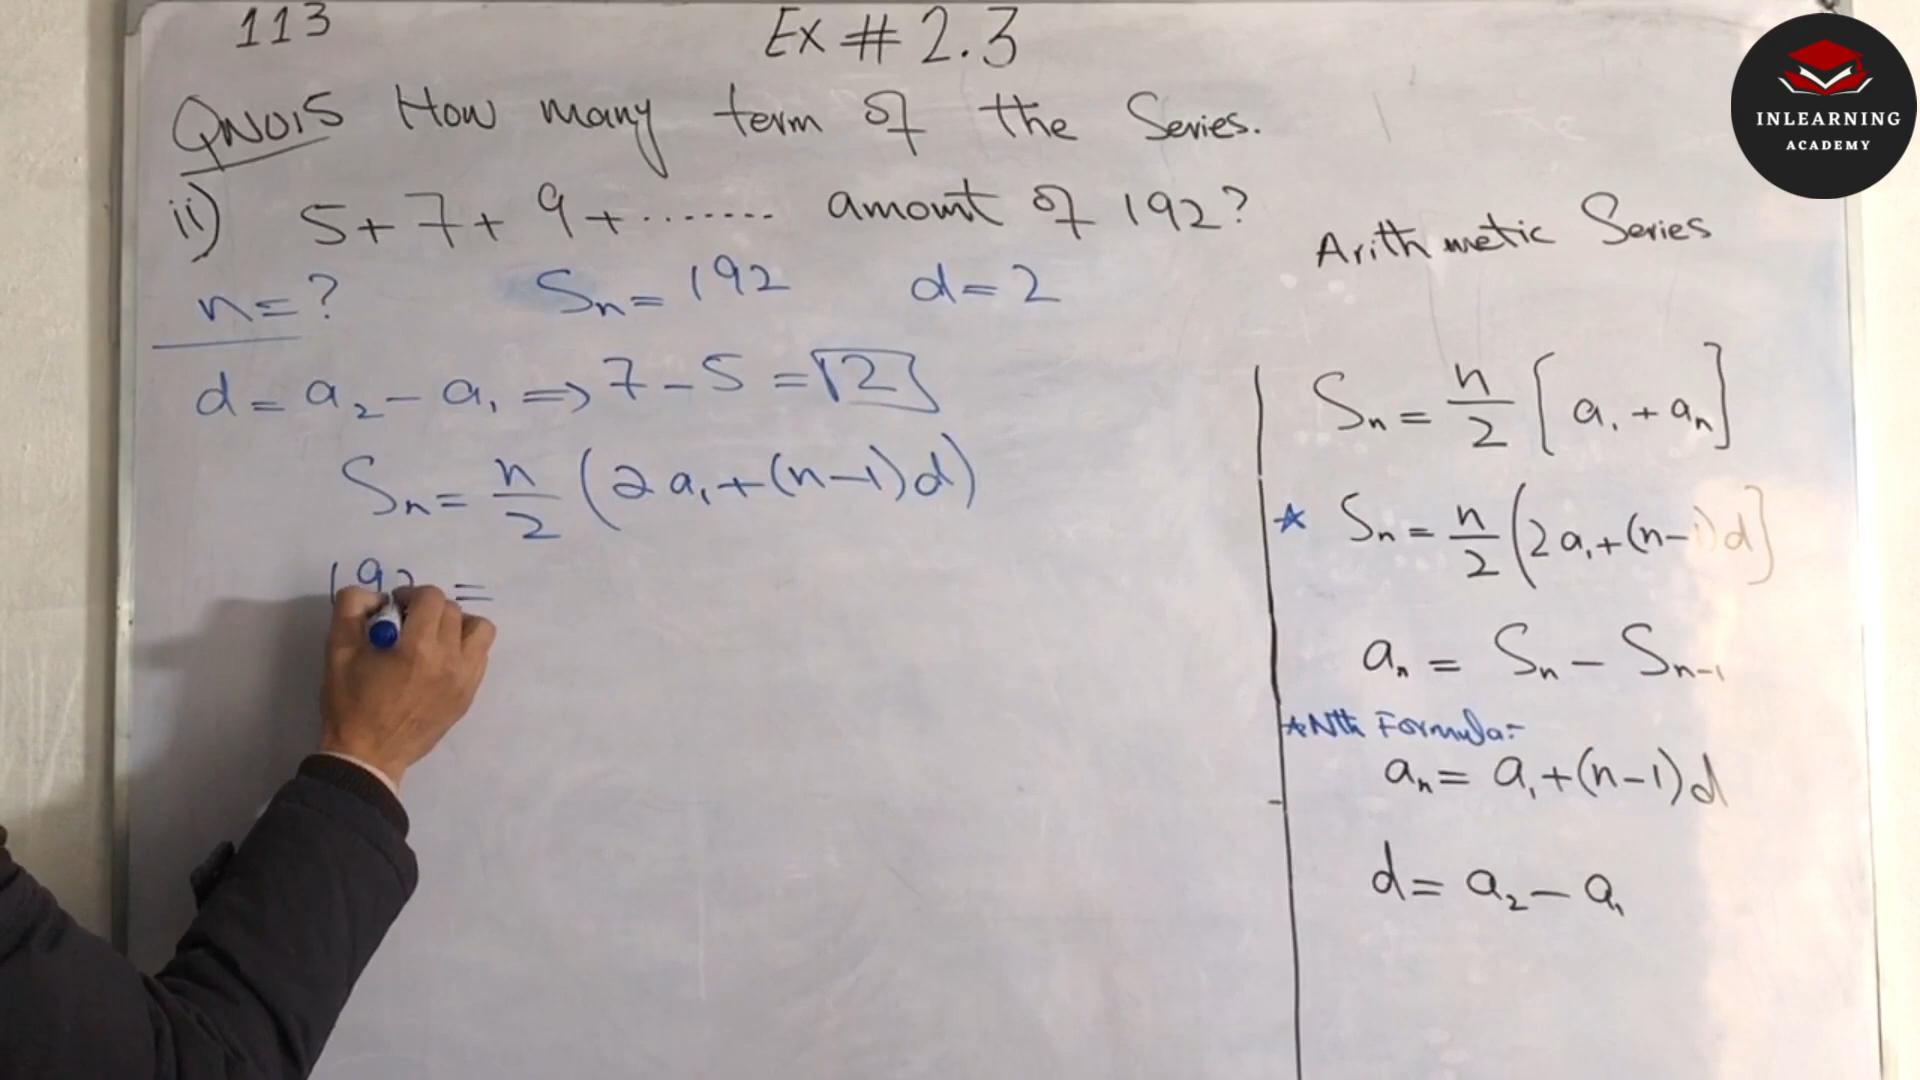 113
Ex # 2.3
QNO15 How many term of the Series.
ii) 5+7+9+....... amount of 192?
n=? Sn= 192 d=2
d= a2 - a1 => 7-5 = 2
Sn= n/2 (2a1+(n-1)d)
192 =
Arithmetic Series
Sn= n/2 [a1+an]
★ Sn= n/2 (2a1+(n-1)d]
an = Sn - Sn-1
★Nth Formula:-
an= a1+(n-1)d
d= a2 - a1
INLEARNING
ACADEMY